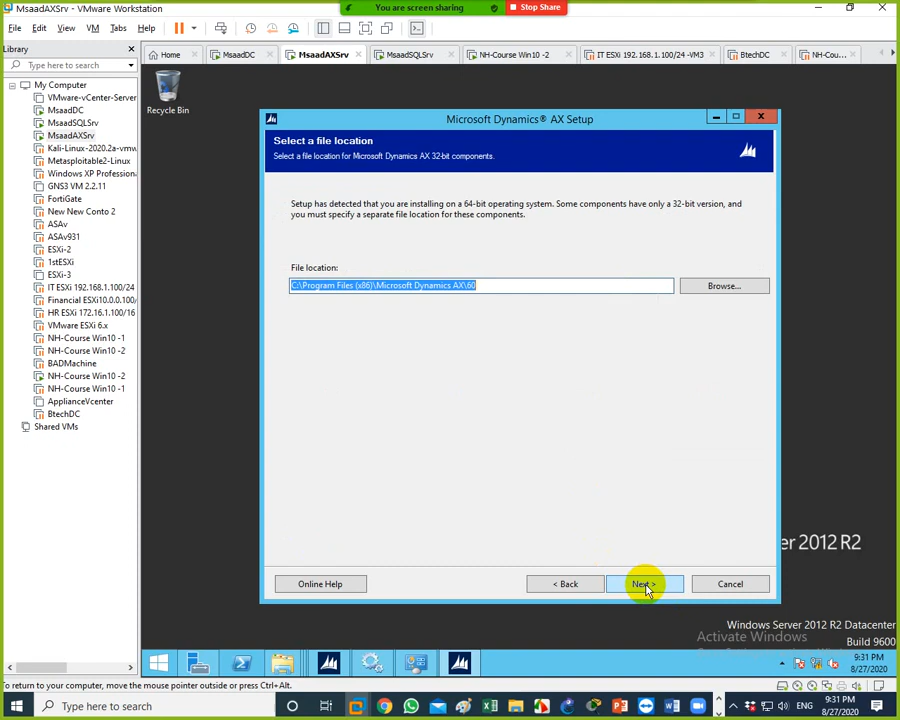 MsaadAXSrv - VMware Workstation
You are screen sharing
Stop Share
File Edit View VM Tabs Help
Library
Type here to search
Home
MsaadDC
MsaadAXSrv
MsaadSQLSrv
NH-Course Win10 -2
IT ESXi 192.168.1.100/24 -VM3
BtechDC
NH-Cou...
My Computer
VMware-vCenter-Server
MsaadDC
MsaadSQLSrv
MsaadAXSrv
Kali-Linux-2020.2a-vmw
Metasploitable2-Linux
Windows XP Profession
GNS3 VM 2.2.11
FortiGate
New New Conto 2
ASAv
ASAv931
ESXi-2
1stESXi
ESXi-3
IT ESXi 192.168.1.100/24
Financial ESXi10.0.0.100/
HR ESXi 172.16.1.100/16
VMware ESXi 6.x
NH-Course Win10 -1
NH-Course Win10 -2
BADMachine
NH-Course Win10 -2
NH-Course Win10 -1
ApplianceVcenter
BtechDC
Shared VMs
Recycle Bin
Microsoft Dynamics® AX Setup
Select a file location
Select a file location for Microsoft Dynamics AX 32-bit components.
Setup has detected that you are installing on a 64-bit operating system. Some components have only a 32-bit version, and
you must specify a separate file location for these components.
File location:
C:\Program Files (x86)\Microsoft Dynamics AX\60
Browse...
Online Help
< Back
Next >
Cancel
er 2012 R2
Windows Server 2012 R2 Datacenter
Activate Windows
Build 9600
9:31 PM
8/27/2020
To return to your computer, move the mouse pointer outside or press Ctrl+Alt.
Type here to search
ENG
9:31 PM
8/27/2020